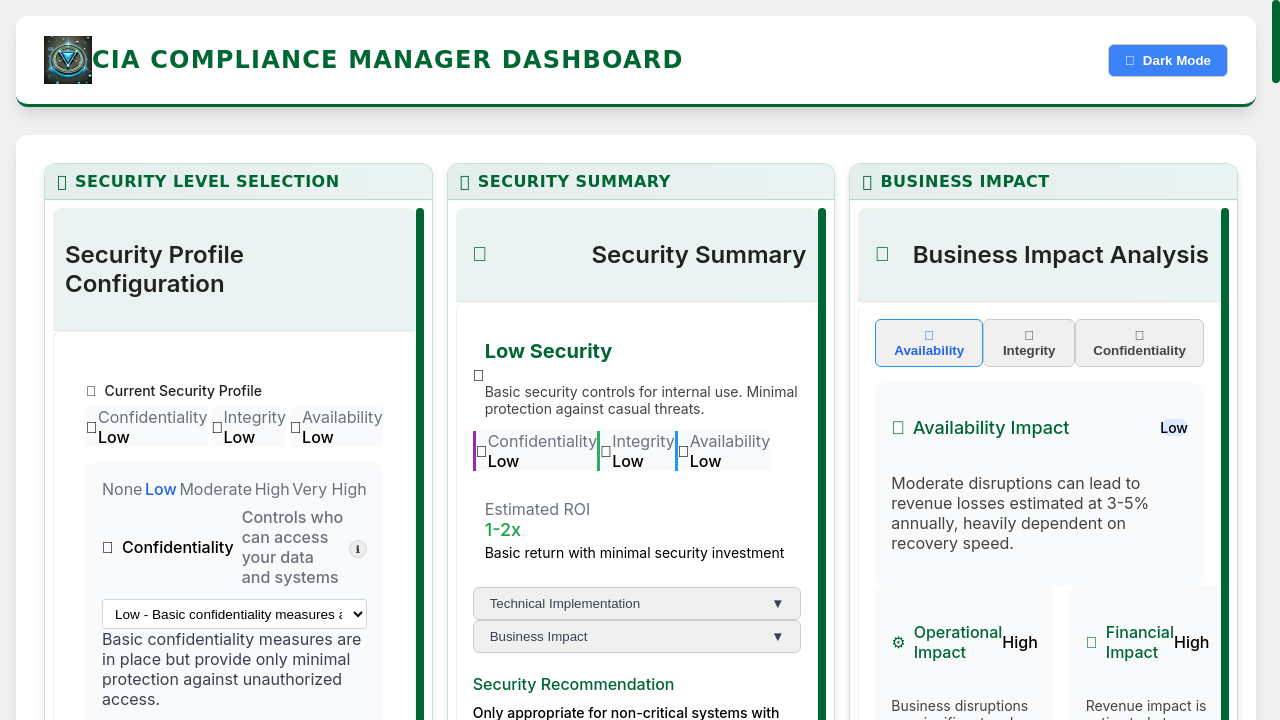 CIA COMPLIANCE MANAGER DASHBOARD
Dark Mode
SECURITY LEVEL SELECTION
Security Profile
Configuration
Current Security Profile
Confidentiality Integrity Availability
Low Low Low
None Low Moderate High Very High
Confidentiality
Controls who
can access
your data
and systems
ℹ
Low - Basic confidentiality measures
Basic confidentiality measures are
in place but provide only minimal
protection against unauthorized
access.
SECURITY SUMMARY
Security Summary
Low Security
Basic security controls for internal use. Minimal
protection against casual threats.
Confidentiality Integrity Availability
Low Low Low
Estimated ROI
1-2x
Basic return with minimal security investment
Technical Implementation ▼
Business Impact ▼
Security Recommendation
Only appropriate for non-critical systems with
BUSINESS IMPACT
Business Impact Analysis
Availability
Integrity
Confidentiality
Availability Impact Low
Moderate disruptions can lead to
revenue losses estimated at 3-5%
annually, heavily dependent on
recovery speed.
⚙ Operational
Impact
High
Business disruptions
Financial
Impact
High
Revenue impact is